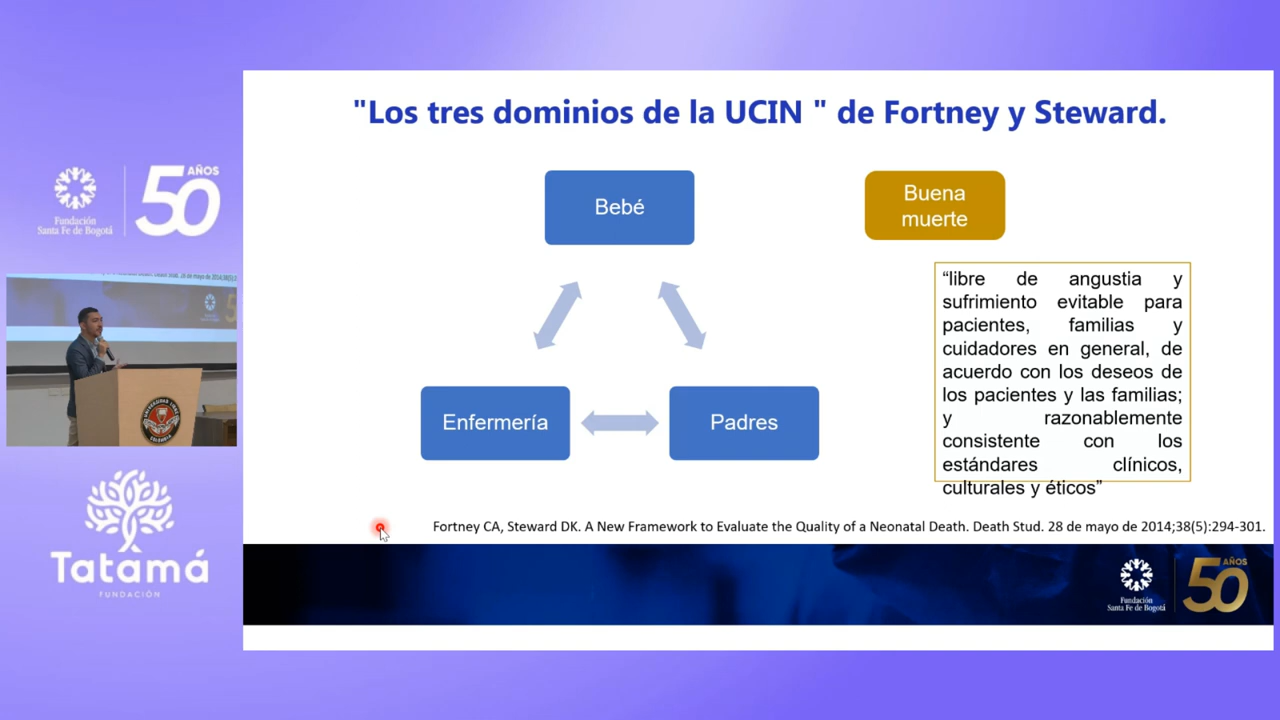 "Los tres dominios de la UCIN " de Fortney y Steward.
Bebé
Buena
muerte
“libre de angustia y
sufrimiento evitable para
pacientes, familias y
cuidadores en general, de
acuerdo con los deseos de
los pacientes y las familias;
y razonablemente
consistente con los
estándares clínicos,
culturales y éticos”
Enfermería
Padres
Fortney CA, Steward DK. A New Framework to Evaluate the Quality of a Neonatal Death. Death Stud. 28 de mayo de 2014;38(5):294-301.
Fundación
Santa Fe de Bogotá
50
AÑOS
Tatamá
FUNDACIÓN
Fundación
Santa Fe de Bogotá
50
AÑOS